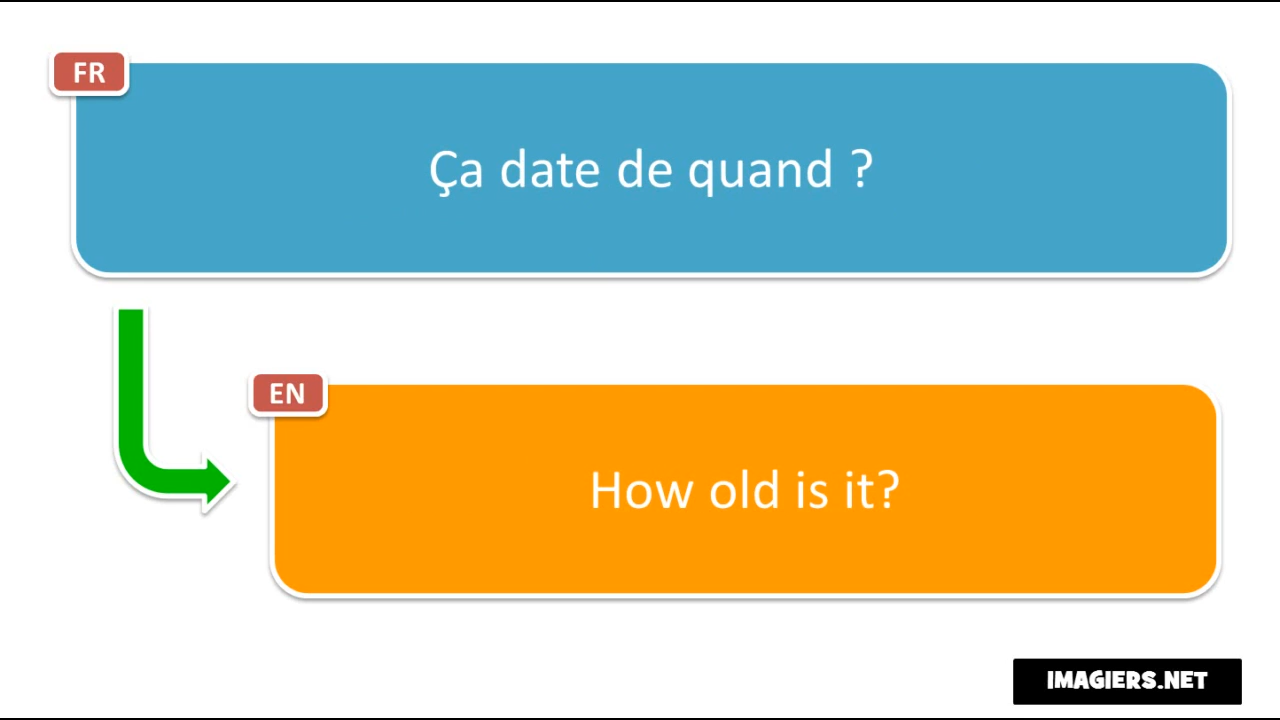 FR
Ça date de quand ?
EN
How old is it?
IMAGIERS.NET